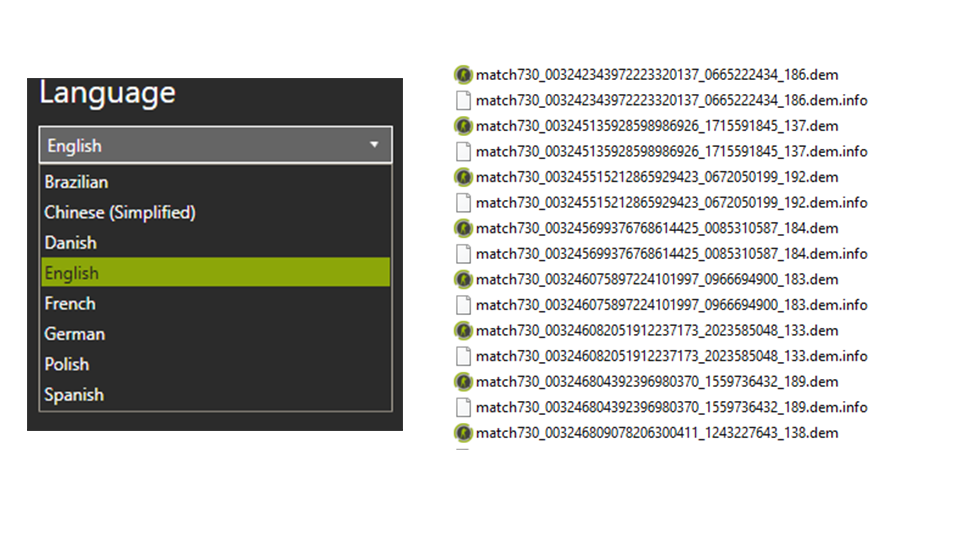 Language
English
Brazilian
Chinese (Simplified)
Danish
English
French
German
Polish
Spanish
match730_003242343972223320137_0665222434_186.dem
match730_003242343972223320137_0665222434_186.dem.info
match730_003245135928598986926_1715591845_137.dem
match730_003245135928598986926_1715591845_137.dem.info
match730_003245515212865929423_0672050199_192.dem
match730_003245515212865929423_0672050199_192.dem.info
match730_003245699376768614425_0085310587_184.dem
match730_003245699376768614425_0085310587_184.dem.info
match730_003246075897224101997_0966694900_183.dem
match730_003246075897224101997_0966694900_183.dem.info
match730_003246082051912237173_2023585048_133.dem
match730_003246082051912237173_2023585048_133.dem.info
match730_003246804392396980370_1559736432_189.dem
match730_003246804392396980370_1559736432_189.dem.info
match730_003246809078206300411_1243227643_138.dem